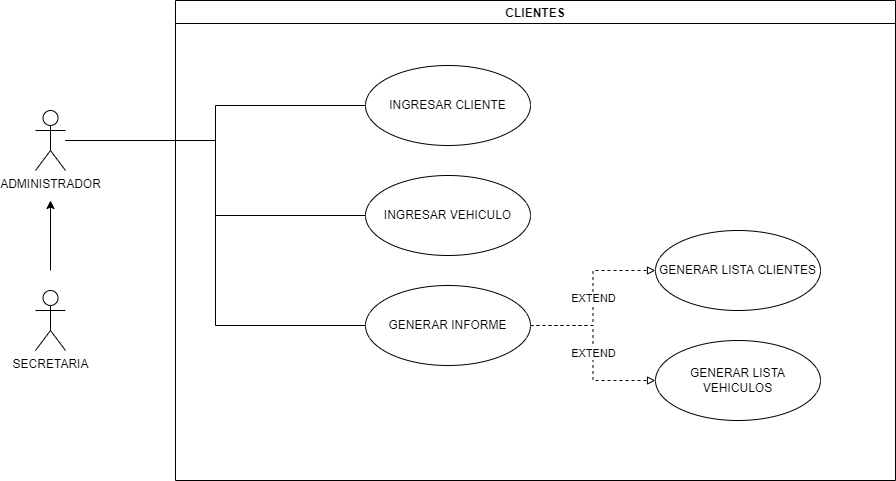 CLIENTES
INGRESAR CLIENTE
ADMINISTRADOR
INGRESAR VEHICULO
GENERAR LISTA CLIENTES
EXTEND
GENERAR INFORME
EXTEND
SECRETARIA
GENERAR LISTA
VEHICULOS